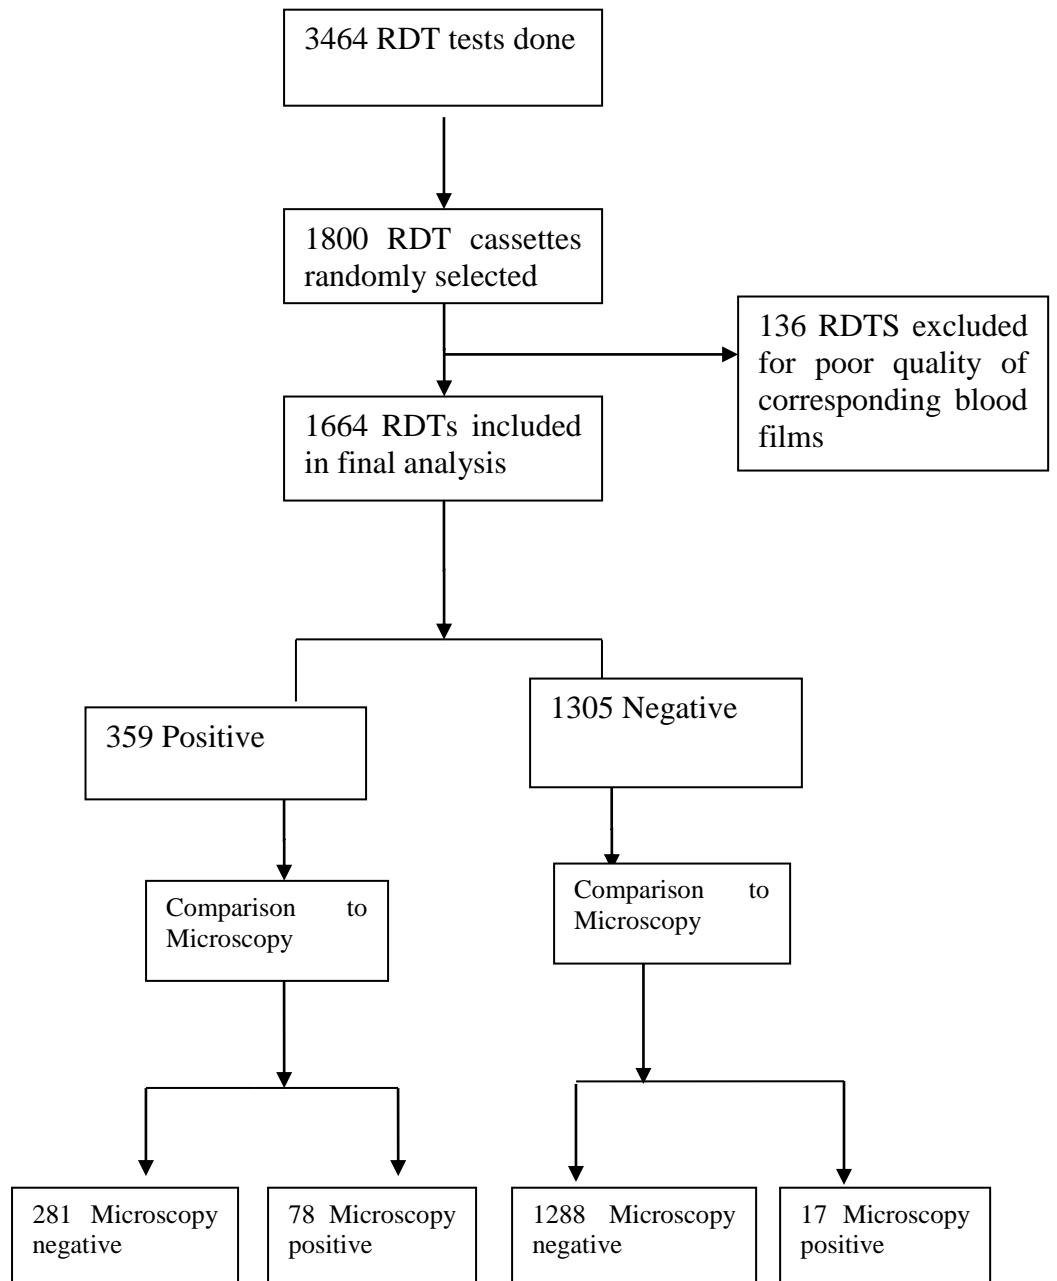 3464 RDT tests done
1800 RDT cassettes
randomly selected
136 RDTS excluded
for poor quality of
corresponding blood
films
1664 RDTs included
in final analysis
359 Positive
1305 Negative
Comparison to
Microscopy
Comparison to
Microscopy
281 Microscopy
negative
78 Microscopy
positive
1288 Microscopy
negative
17 Microscopy
positive